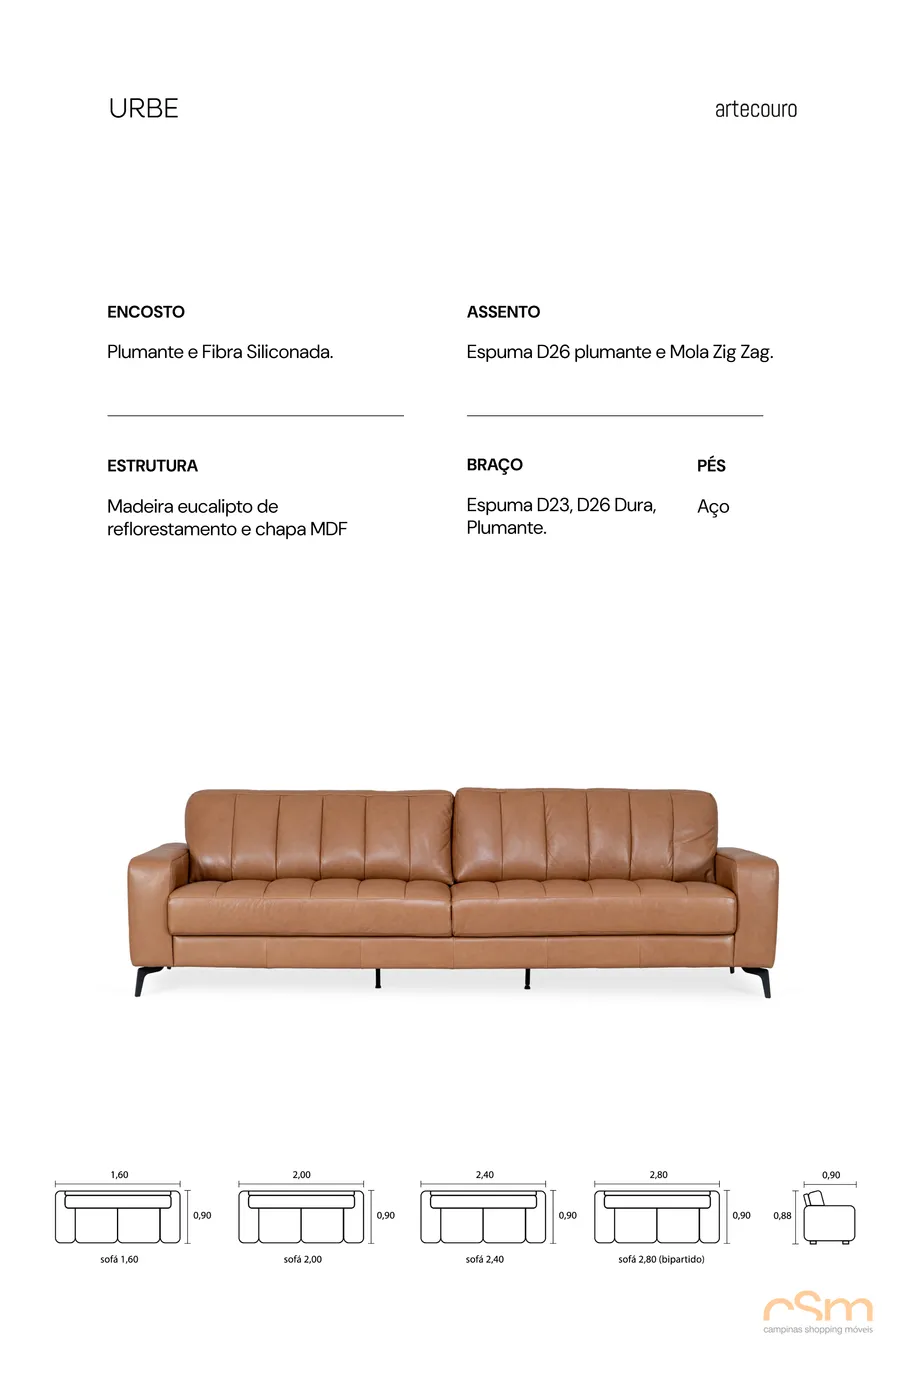 URBE
artecouro
ENCOSTO
Plumante e Fibra Siliconada.
ASSENTO
Espuma D26 plumante e Mola Zig Zag.
ESTRUTURA
Madeira eucalipto de
reflorestamento e chapa MDF
BRAÇO
Espuma D23, D26 Dura,
Plumante.
PÉS
Aço
1,60
0,90
sofá 1,60
2,00
0,90
sofá 2,00
2,40
0,90
sofá 2,40
2,80
0,90
sofá 2,80 (bipartido)
0,90
0,88
csm
campinas shopping móveis